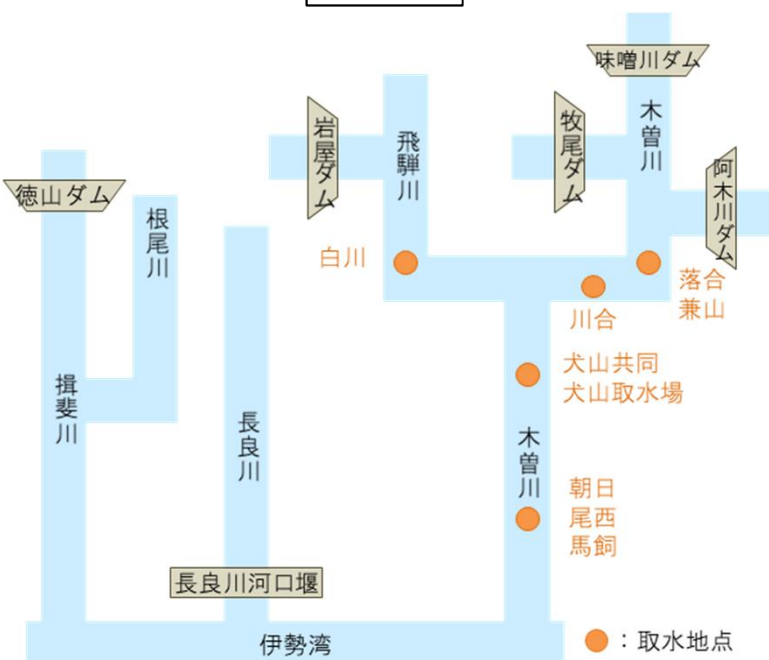 味噌川ダム
木曽川
牧尾ダム
岩屋ダム
飛騨川
阿木川ダム
徳山ダム
根尾川
白川
落合
兼山
川合
犬山共同
犬山取水場
揖斐川
長良川
木曽川
朝日
尾西
馬飼
長良川河口堰
伊勢湾
：取水地点